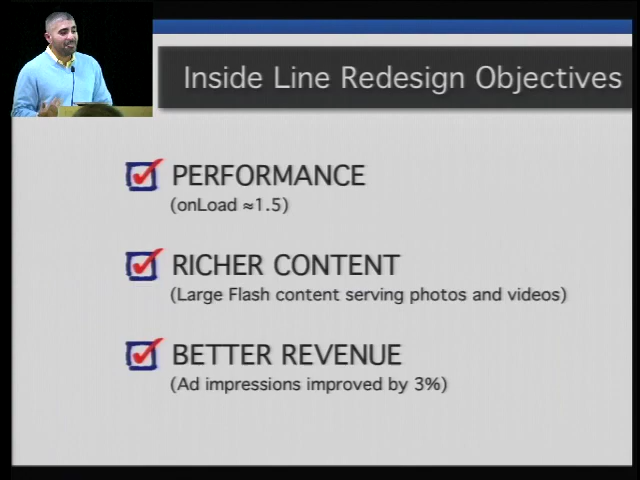 Inside Line Redesign Objectives
PERFORMANCE
(onLoad ≈1.5)
RICHER CONTENT
(Large Flash content serving photos and videos)
BETTER REVENUE
(Ad impressions improved by 3%)